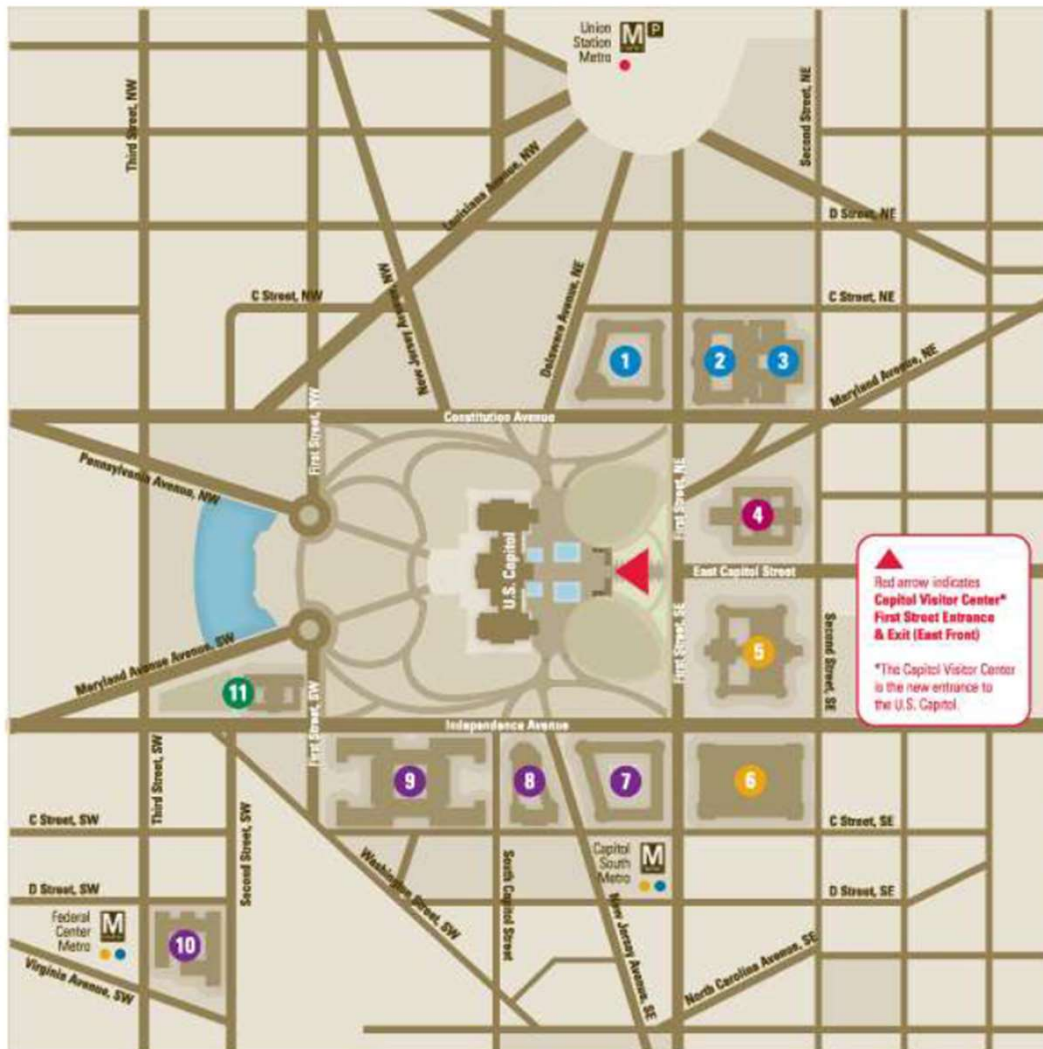 Union
Station
Metro
M
P
Third Street, NW
Second Street, NE
Louisiana Avenue, NW
D Street, NE
C Street, NW
New Jersey Avenue, NW
Delaware Avenue, NE
C Street, NE
1
2
3
Maryland Avenue, NE
Constitution Avenue
First Street, NW
Pennsylvania Avenue, NW
First Street, NE
4
U.S. Capitol
East Capitol Street
Red arrow indicates
Capitol Visitor Center*
First Street Entrance
& Exit (East Front)
*The Capitol Visitor Center
is the new entrance to
the U.S. Capitol.
First Street, SE
5
Second Street, SE
Maryland Avenue Avenue, SW
11
First Street, SW
Independence Avenue
Third Street, SW
9
8
7
6
C Street, SW
C Street, SE
Second Street, SW
Washington Street, SW
South Capitol Street
Capitol
South
Metro
M
D Street, SW
D Street, SE
Federal
Center
Metro
M
10
New Jersey Avenue, SE
North Carolina Avenue, SE
Virginia Avenue, SW